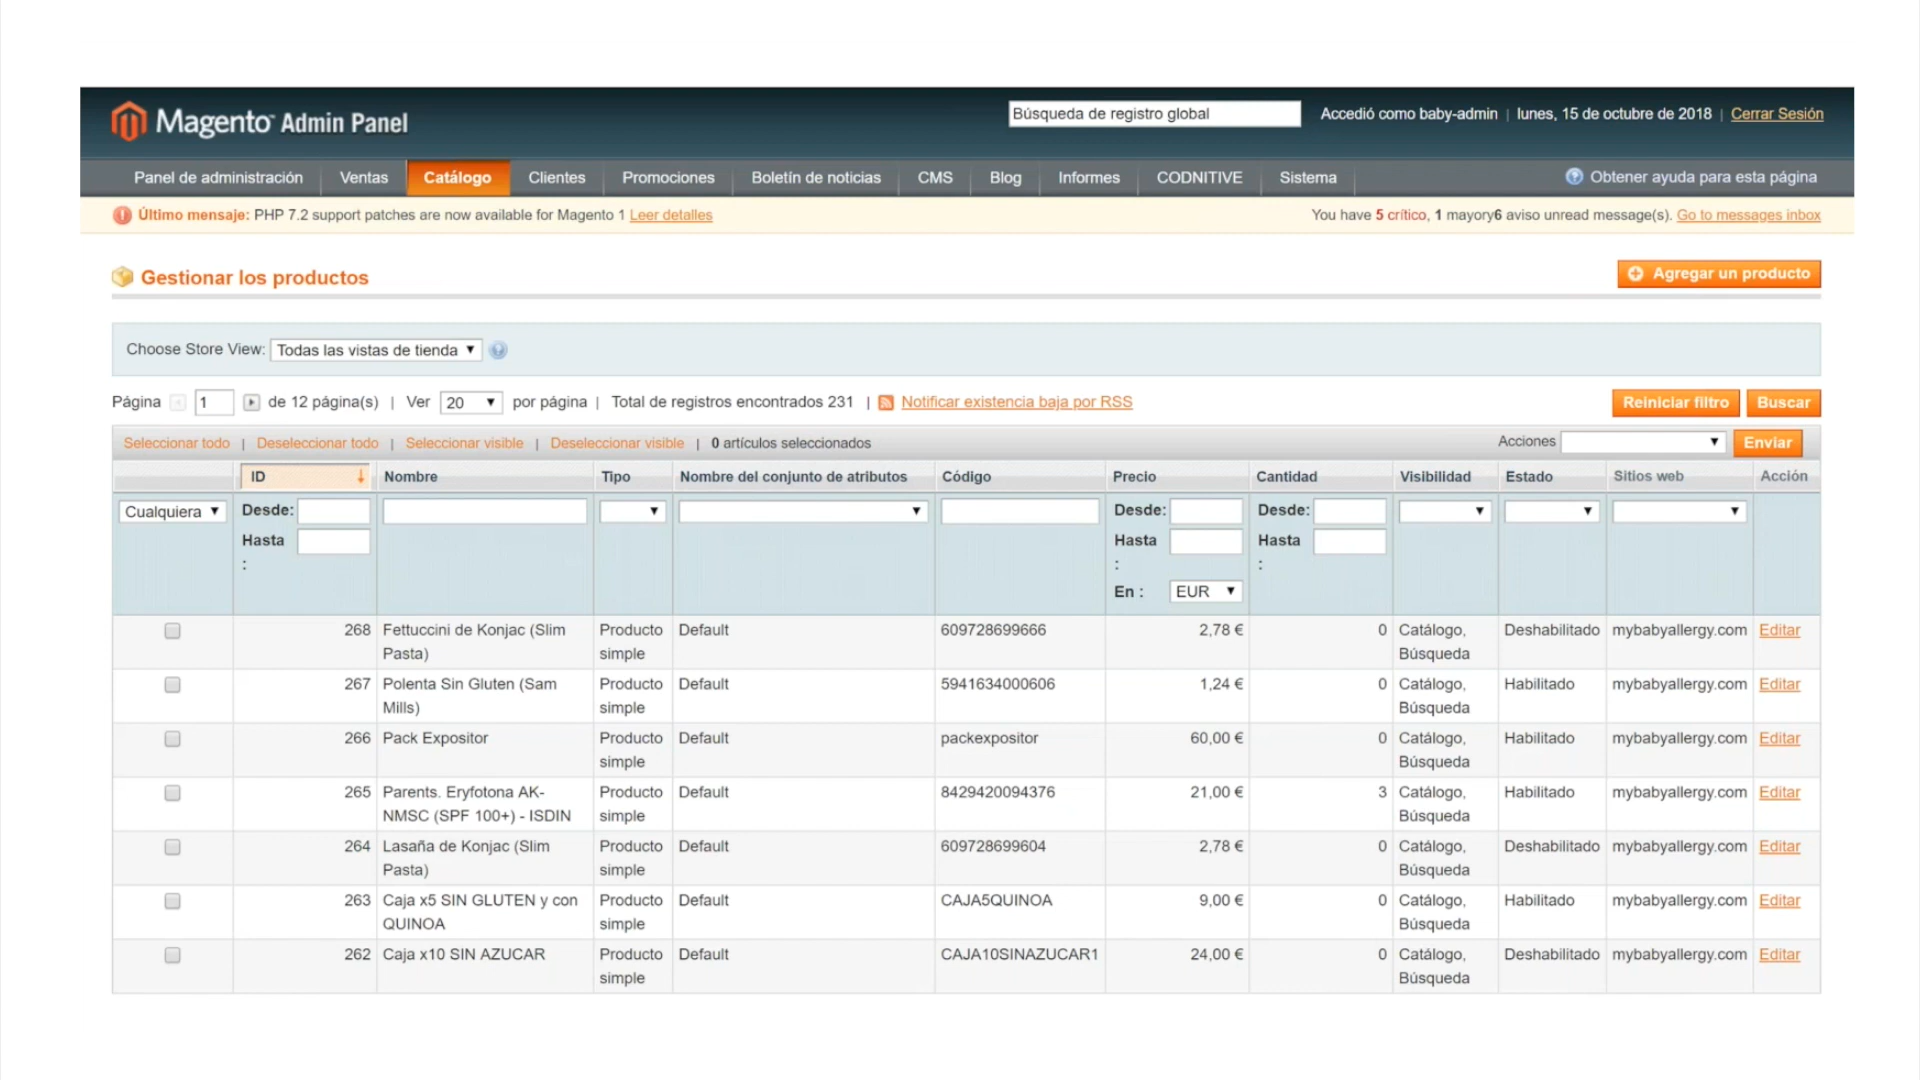 Magento Admin Panel
Búsqueda de registro global
Accedió como baby-admin | lunes, 15 de octubre de 2018 | Cerrar Sesión
Panel de administración Ventas Catálogo Clientes Promociones Boletín de noticias CMS Blog Informes CODNITIVE Sistema Obtener ayuda para esta página
Último mensaje: PHP 7.2 support patches are now available for Magento 1 Leer detalles
You have 5 crítico, 1 mayory6 aviso unread message(s). Go to messages inbox
Gestionar los productos
Agregar un producto
Choose Store View: Todas las vistas de tienda
Página 1 de 12 página(s) | Ver 20 por página | Total de registros encontrados 231 | Notificar existencia baja por RSS
Reiniciar filtro Buscar
Seleccionar todo | Deseleccionar todo | Seleccionar visible | Deseleccionar visible | 0 artículos seleccionados
Acciones Enviar
ID Nombre Tipo Nombre del conjunto de atributos Código Precio Cantidad Visibilidad Estado Sitios web Acción
Cualquiera Desde: Desde: Desde:
Hasta Hasta Hasta
: : :
En : EUR
268 Fettuccini de Konjac (Slim Producto Default 609728699666 2,78 € 0 Catálogo, Deshabilitado mybabyallergy.com Editar
Pasta) simple Búsqueda
267 Polenta Sin Gluten (Sam Producto Default 5941634000606 1,24 € 0 Catálogo, Habilitado mybabyallergy.com Editar
Mills) simple Búsqueda
266 Pack Expositor Producto Default packexpositor 60,00 € 0 Catálogo, Habilitado mybabyallergy.com Editar
simple Búsqueda
265 Parents. Eryfotona AK- Producto Default 8429420094376 21,00 € 3 Catálogo, Habilitado mybabyallergy.com Editar
NMSC (SPF 100+) - ISDIN simple Búsqueda
264 Lasaña de Konjac (Slim Producto Default 609728699604 2,78 € 0 Catálogo, Deshabilitado mybabyallergy.com Editar
Pasta) simple Búsqueda
263 Caja x5 SIN GLUTEN y con Producto Default CAJA5QUINOA 9,00 € 0 Catálogo, Habilitado mybabyallergy.com Editar
QUINOA simple Búsqueda
262 Caja x10 SIN AZUCAR Producto Default CAJA10SINAZUCAR1 24,00 € 0 Catálogo, Deshabilitado mybabyallergy.com Editar
simple Búsqueda